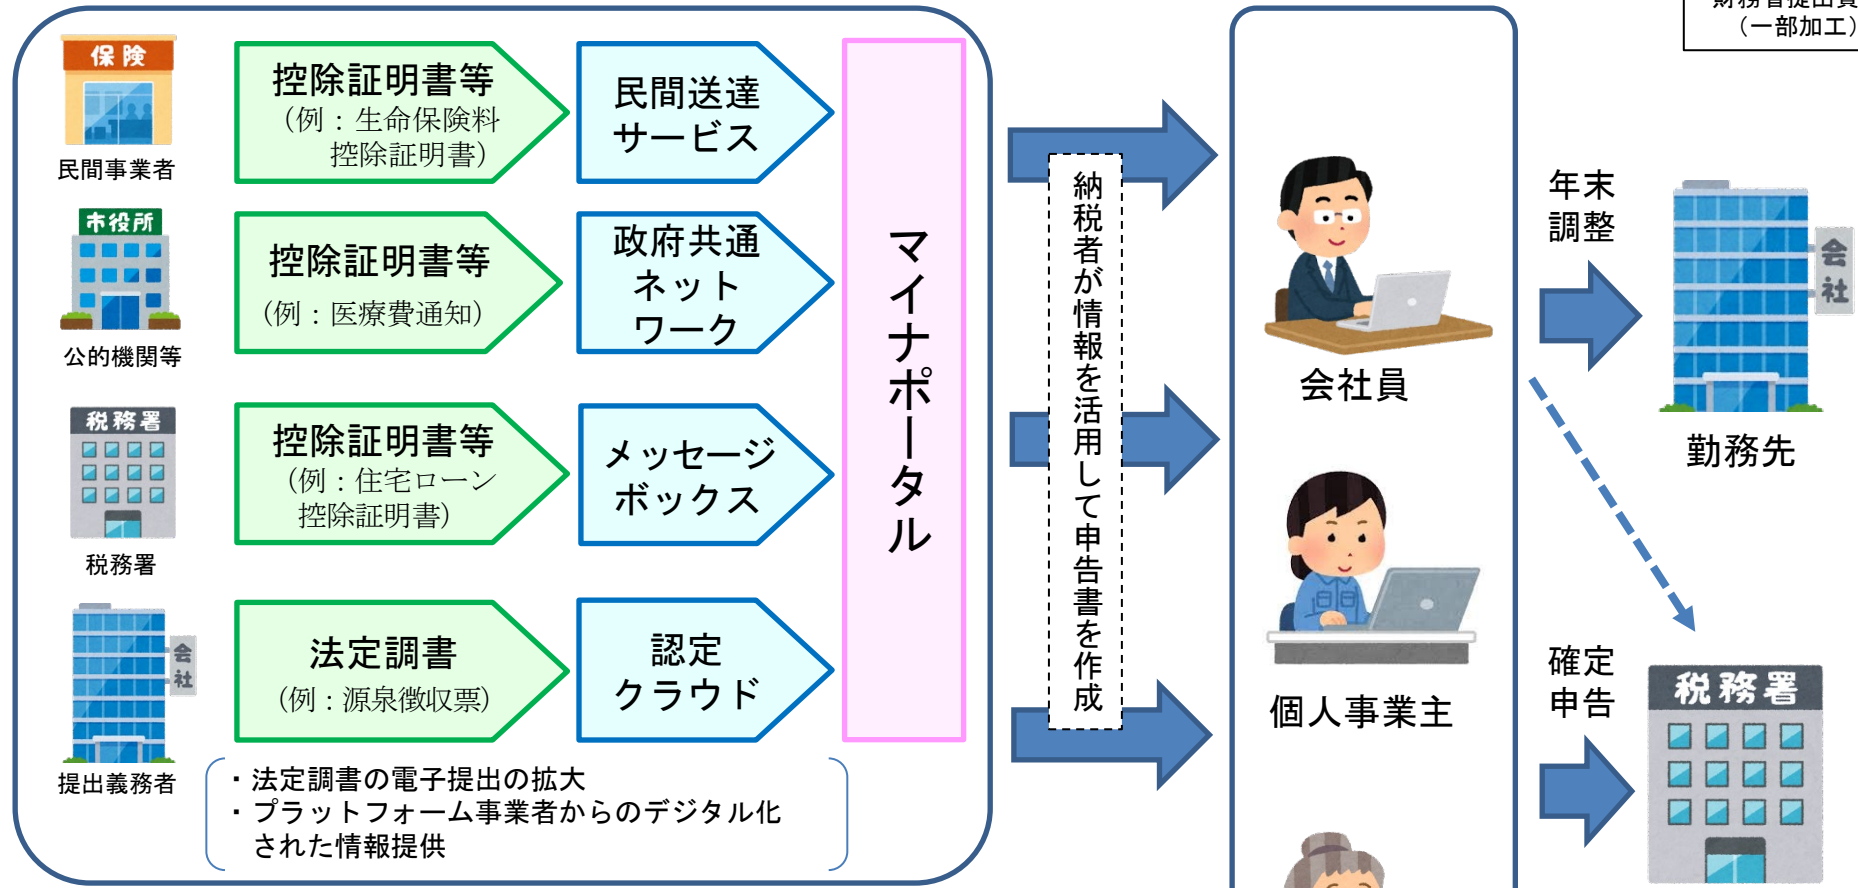 財務省提出資
（一部加工）
保険
民間事業者
控除証明書等
（例：生命保険料
控除証明書）
民間送達
サービス
市役所
公的機関等
控除証明書等
（例：医療費通知）
政府共通
ネット
ワーク
税務署
税務署
控除証明書等
（例：住宅ローン
控除証明書）
メッセージ
ボックス
会社
提出義務者
法定調書
（例：源泉徴収票）
認定
クラウド
・法定調書の電子提出の拡大
・プラットフォーム事業者からのデジタル化
された情報提供
マイナポータル
納税者が情報を活用して申告書を作成
会社員
個人事業主
年末
調整
会社
勤務先
確定
申告
税務署